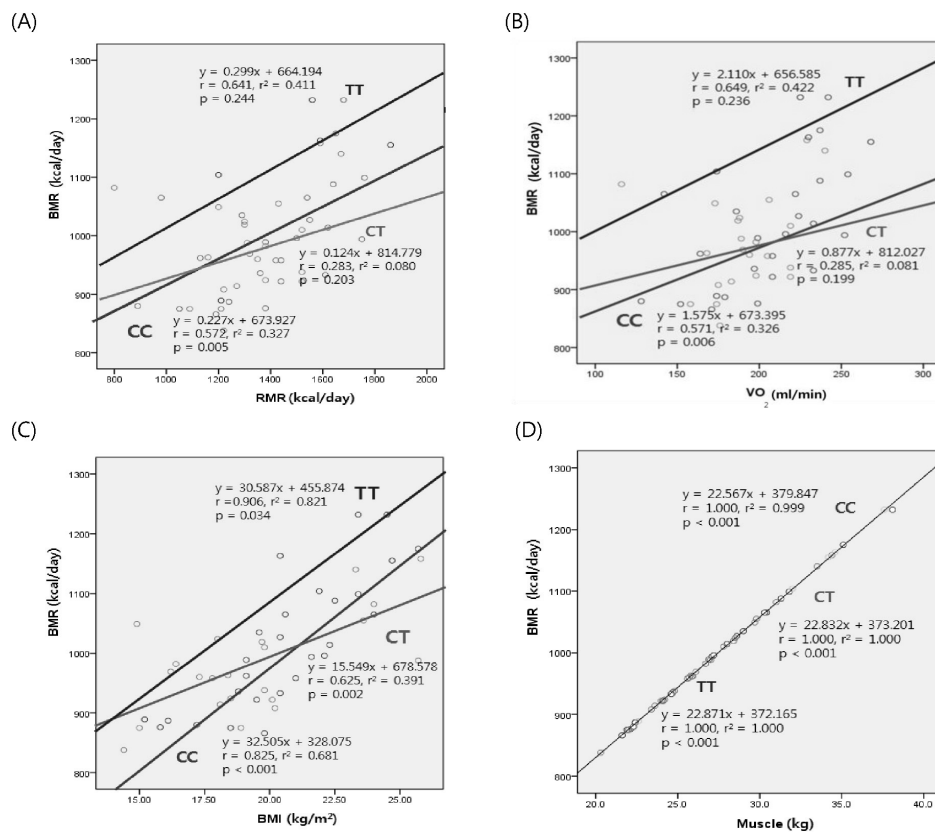 (A)
1300
1200
1100
1000
900
800
BMR (kcal/day)
y = 0.299x + 664.194
r = 0.641, r² = 0.411
p = 0.244
TT
CT
y = 0.124x + 814.779
r = 0.283, r² = 0.080
p = 0.203
CC
y = 0.227x + 673.927
r = 0.572, r² = 0.327
p = 0.005
800 1000 1200 1400 1600 1800 2000
RMR (kcal/day)
(B)
1300
1200
1100
1000
900
800
BMR (kcal/day)
y = 2.110x + 656.585
r = 0.649, r² = 0.422
p = 0.236
TT
CT
y = 0.877x + 812.027
r = 0.285, r² = 0.081
p = 0.199
CC
y = 1.575x + 673.395
r = 0.571, r² = 0.326
p = 0.006
100 150 200 250 300
VO₂ (ml/min)
(C)
1300
1200
1100
1000
900
800
BMR (kcal/day)
y = 30.587x + 455.874
r =0.906, r² = 0.821
p = 0.034
TT
CT
y = 15.549x + 678.578
r = 0.625, r² = 0.391
p = 0.002
CC
y = 32.505x + 328.075
r = 0.825, r² = 0.681
p < 0.001
15.00 17.50 20.00 22.50 25.00
BMI (kg/m²)
(D)
1300
1200
1100
1000
900
800
BMR (kcal/day)
y = 22.567x + 379.847
r = 1.000, r² = 0.999
p < 0.001
CC
CT
y = 22.832x + 373.201
r = 1.000, r² = 1.000
p < 0.001
TT
y = 22.871x + 372.165
r = 1.000, r² = 1.000
p < 0.001
20.0 25.0 30.0 35.0 40.0
Muscle (kg)